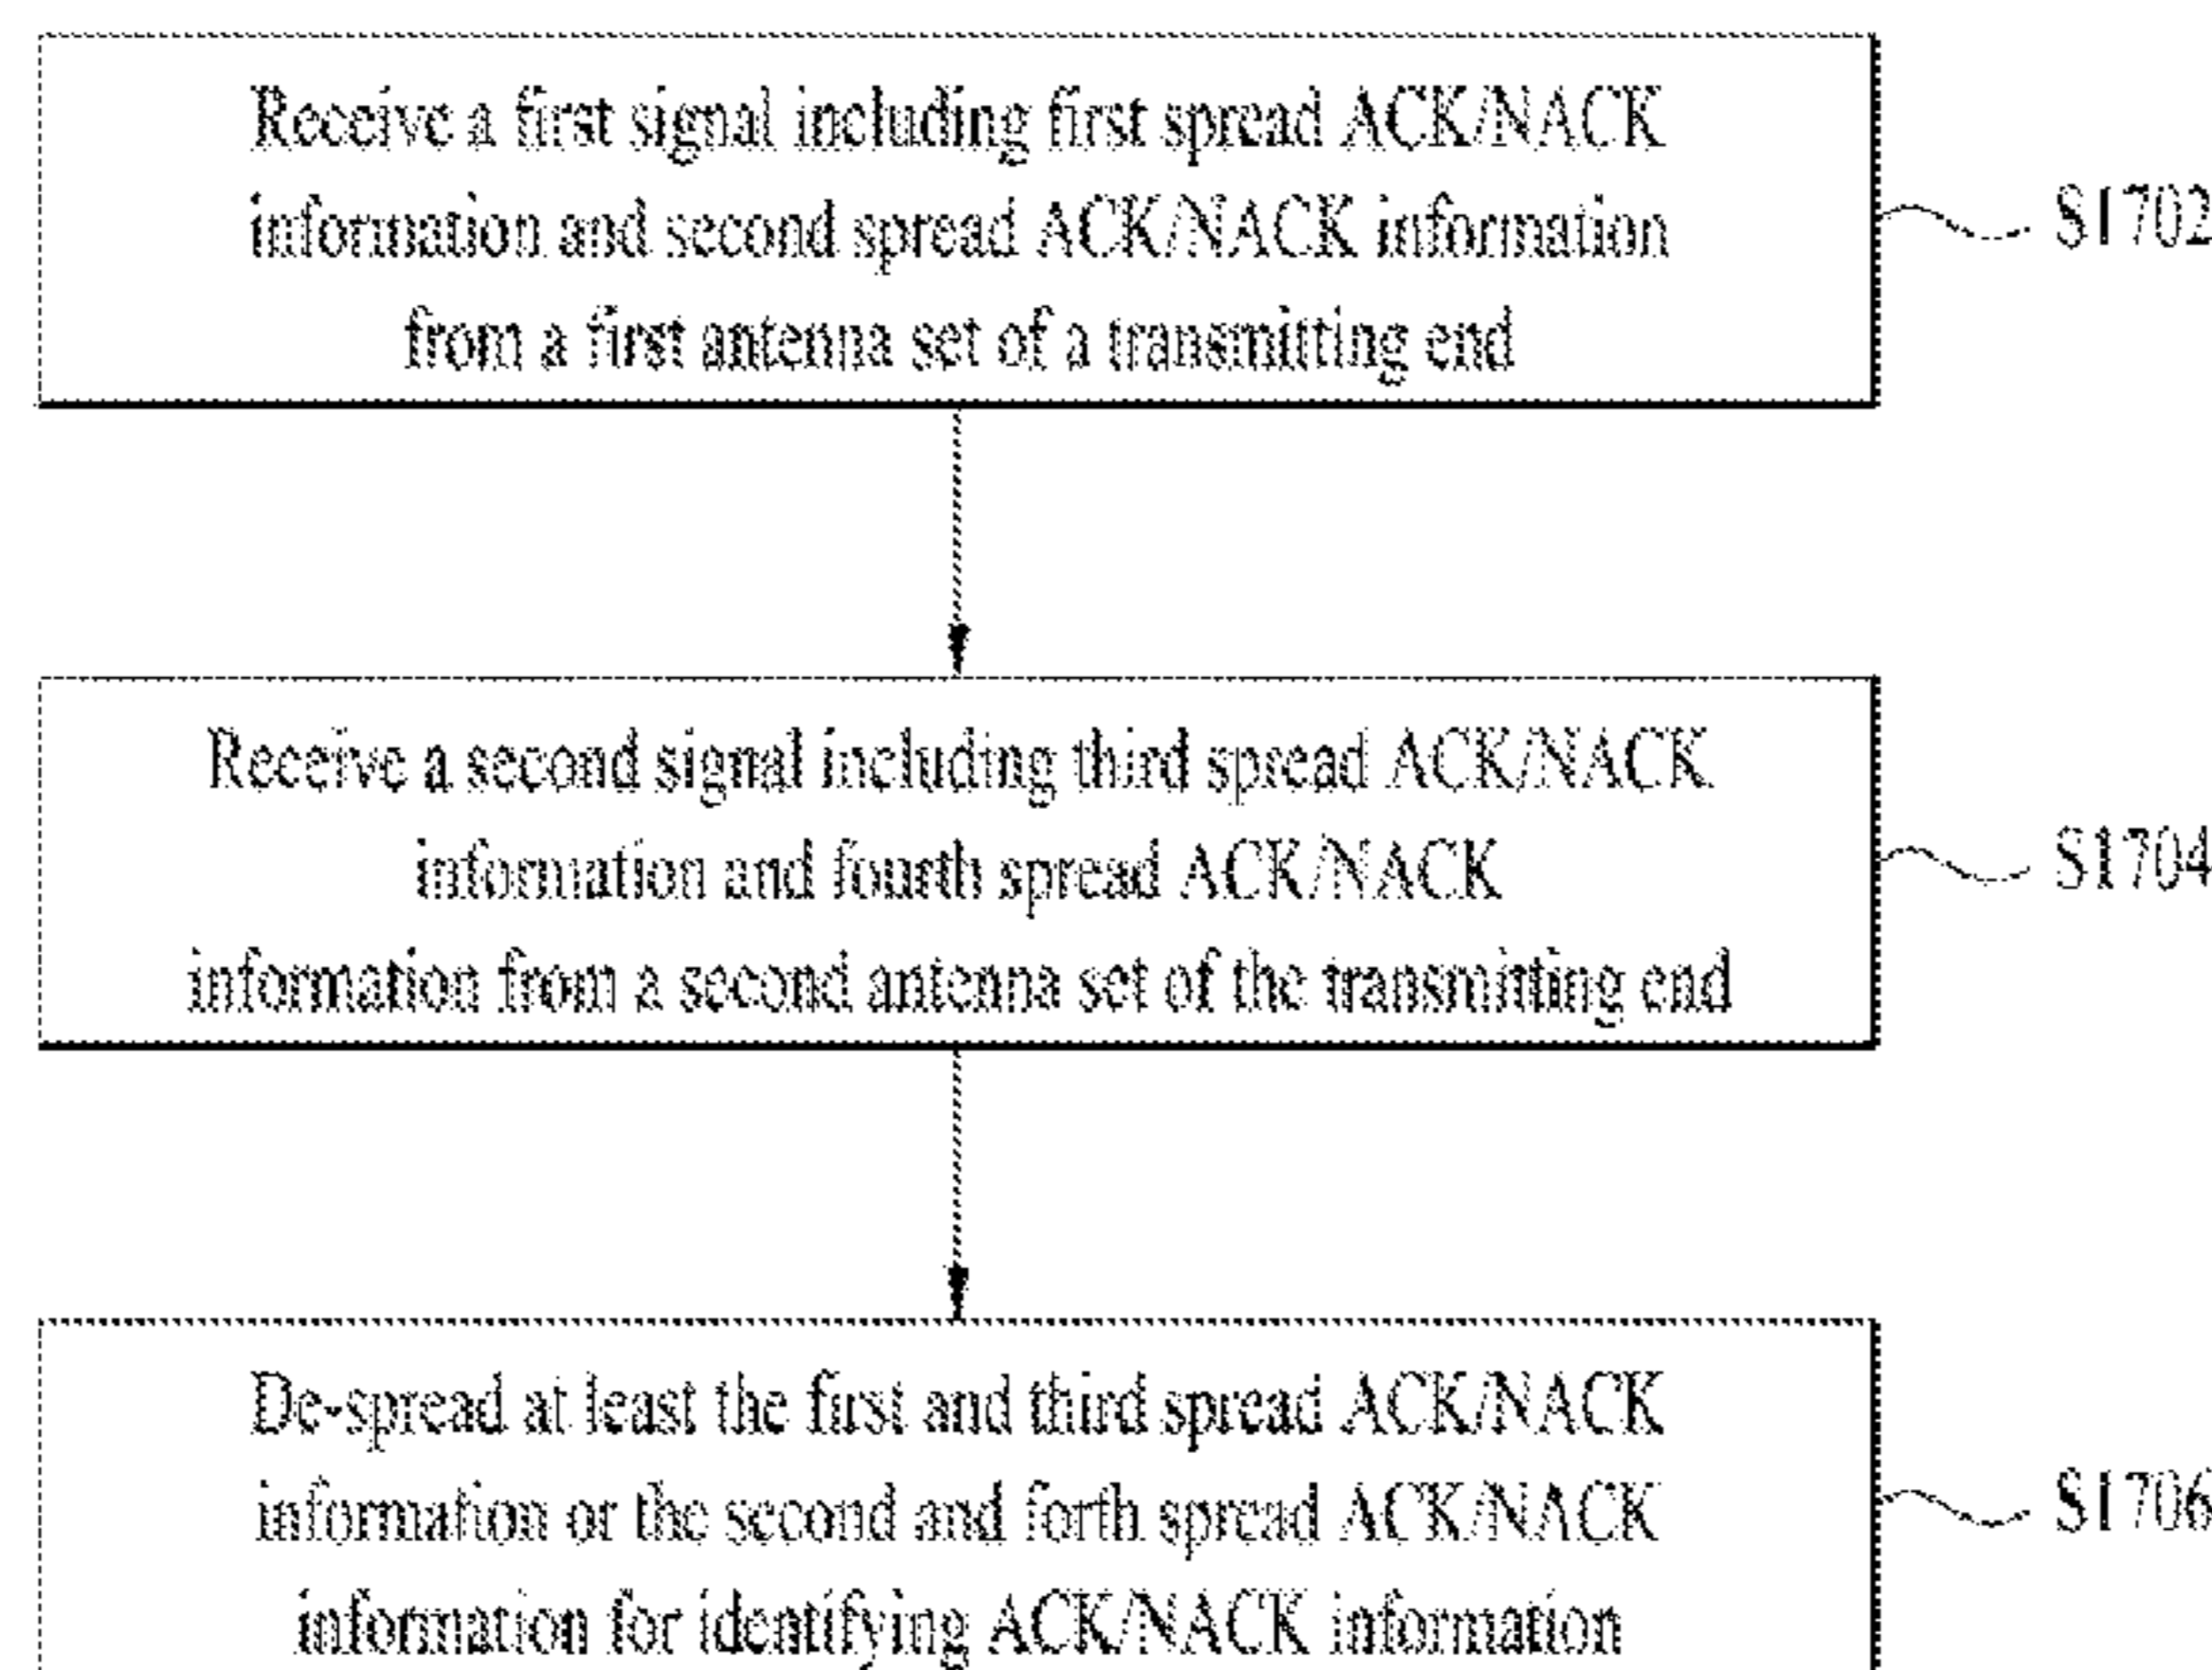 Receive a first signal including first spread ACK/NACK
information and second spread ACK/NACK information
from a first antenna set of a transmitting end
S1702
Receive a second signal including third spread ACK/NACK
information and fourth spread ACK/NACK
information from a second antenna set of the transmitting end
S1704
De-spread at least the first and third spread ACK/NACK
information or the second and forth spread ACK/NACK
information for identifying ACK/NACK information
S1706